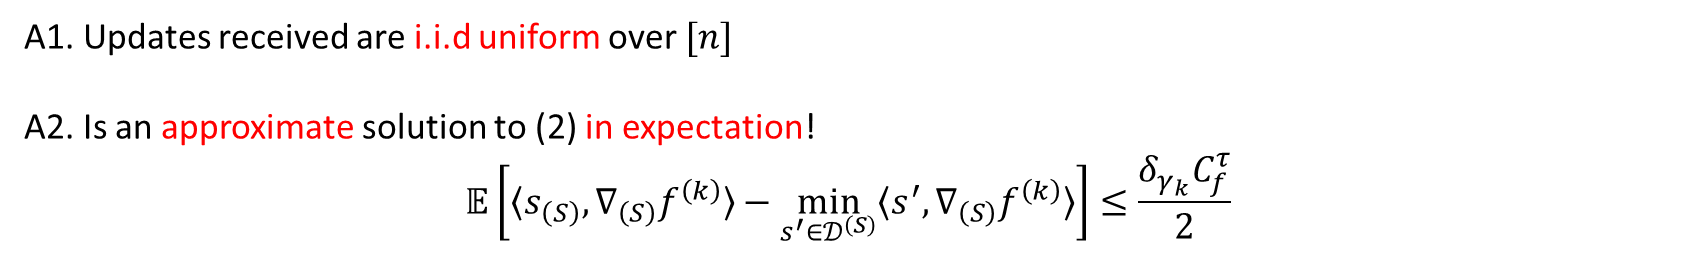 A1. Updates received are i.i.d uniform over [n]
A2. Is an approximate solution to (2) in expectation!
𝔼[⟨s_(S), ∇_(S) f^(k)⟩ − min_{s′∈𝒟^(S)} ⟨s′, ∇_(S) f^(k)⟩] ≤ δ_{γ_k} C_f^τ / 2